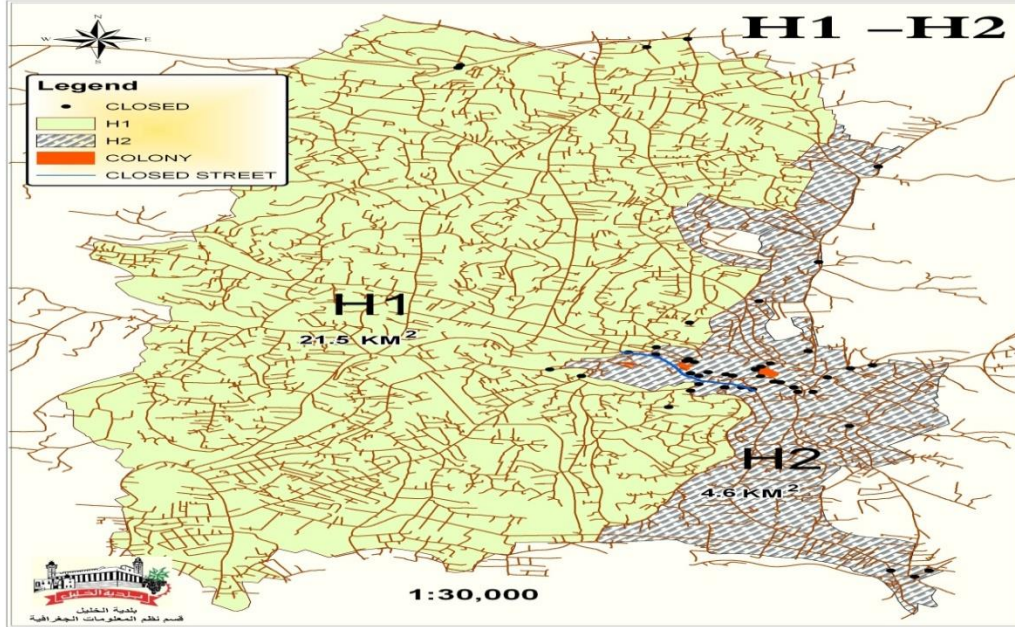 H1 –H2
N
W E
S
Legend
CLOSED
H1
H2
COLONY
CLOSED STREET
H1
21.5 KM2
H2
4.6 KM2
1:30,000
بلدية الخليل
بلدية الخليل
قسم نظم المعلومات الجغرافية